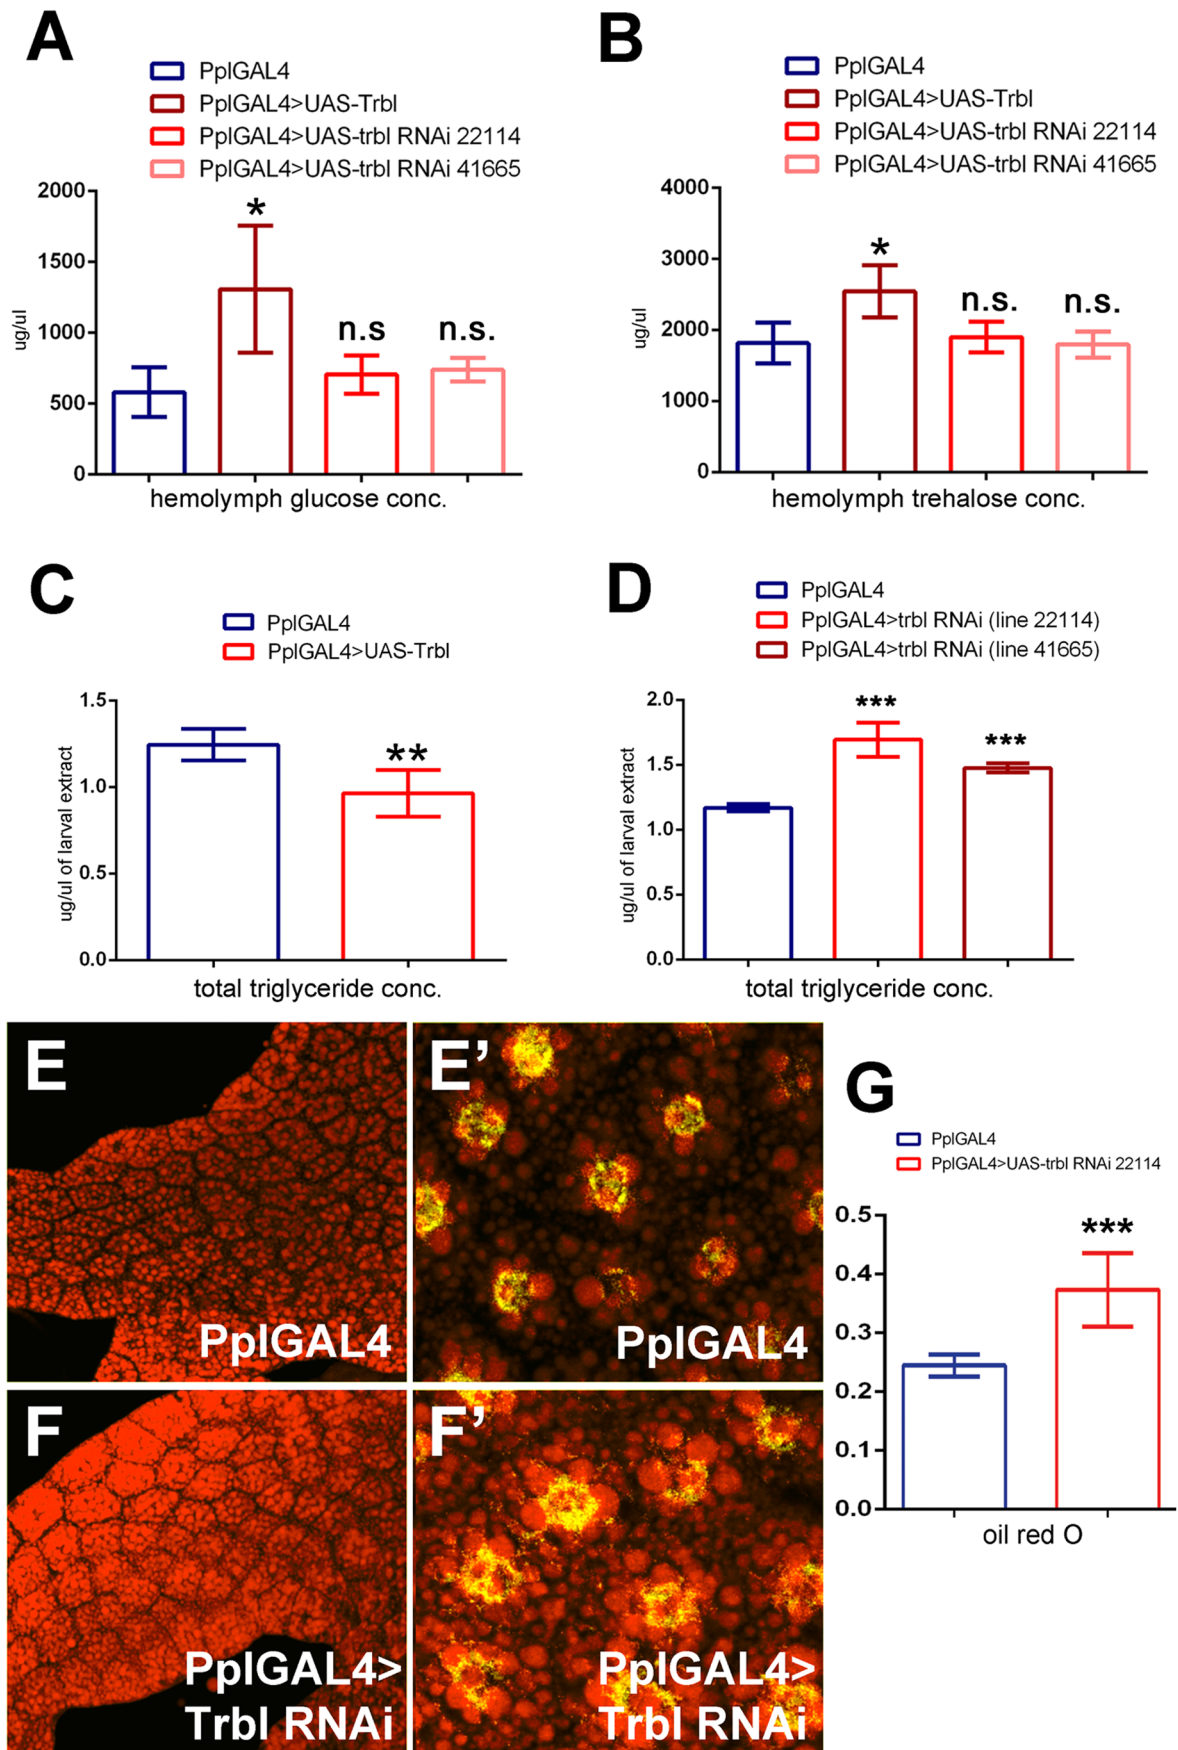 A
PplGAL4
PplGAL4>UAS-Trbl
PplGAL4>UAS-trbl RNAi 22114
PplGAL4>UAS-trbl RNAi 41665
2000
1500
1000
500
0
ug/ul
*
n.s
n.s.
hemolymph glucose conc.
B
PplGAL4
PplGAL4>UAS-Trbl
PplGAL4>UAS-trbl RNAi 22114
PplGAL4>UAS-trbl RNAi 41665
4000
3000
2000
1000
0
ug/ul
*
n.s.
n.s.
hemolymph trehalose conc.
C
PplGAL4
PplGAL4>UAS-Trbl
1.5
1.0
0.5
0.0
ug/ul of larval extract
**
total triglyceride conc.
D
PplGAL4
PplGAL4>trbl RNAi (line 22114)
PplGAL4>trbl RNAi (line 41665)
2.0
1.5
1.0
0.5
0.0
ug/ul of larval extract
***
***
total triglyceride conc.
E
PplGAL4
E’
PplGAL4
F
PplGAL4>
Trbl RNAi
F’
PplGAL4>
Trbl RNAi
G
PplGAL4
PplGAL4>UAS-trbl RNAi 22114
0.5
0.4
0.3
0.2
0.1
0.0
***
oil red O